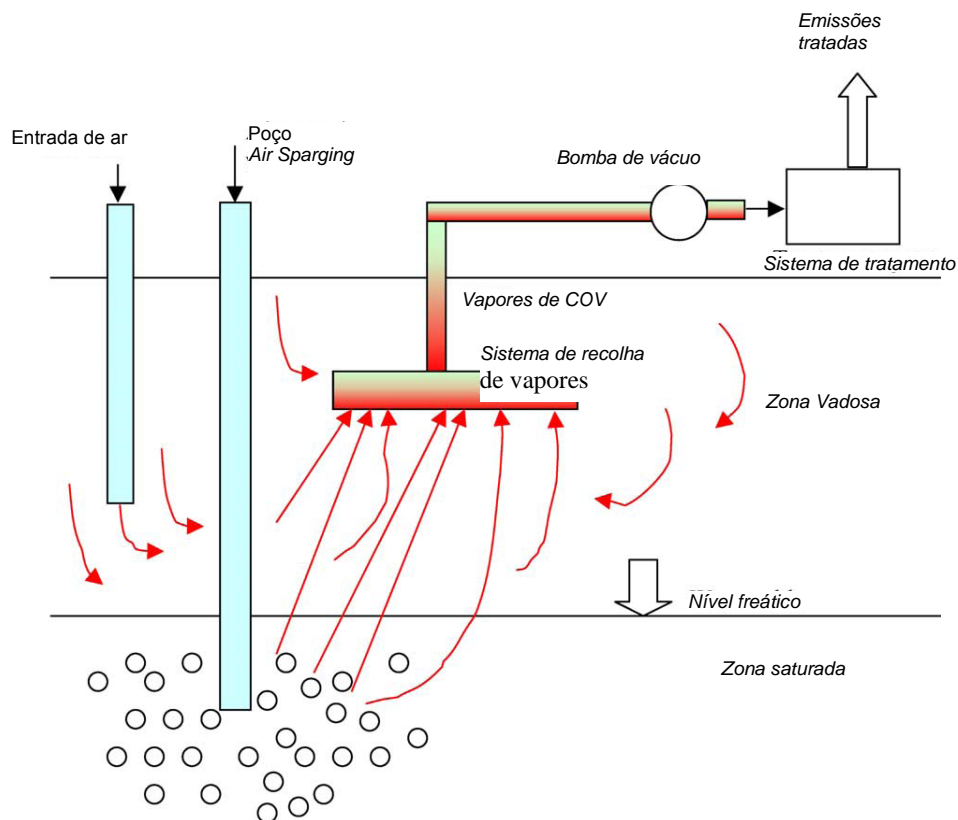 Emissões
tratadas
Entrada de ar
Poço
Air Sparging
Bomba de vácuo
Sistema de tratamento
Vapores de COV
Sistema de recolha
de vapores
Zona Vadosa
Nível freático
Zona saturada